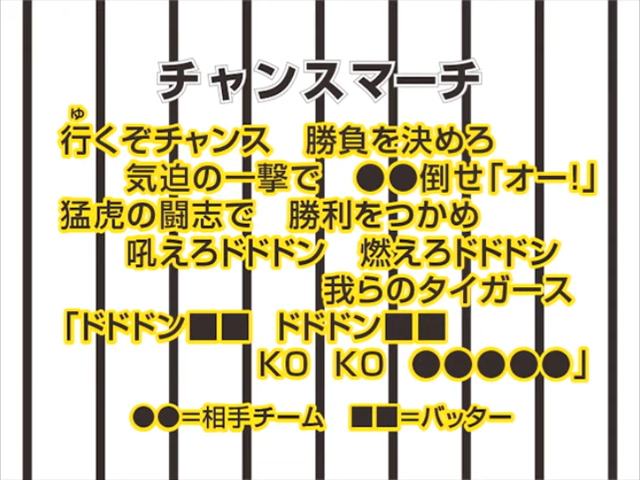 チャンスマーチ
ゆ
行くぞチャンス　勝負を決めろ
気迫の一撃で　●●倒せ「オー!」
猛虎の闘志で　勝利をつかめ
吼えろドドドン　燃えろドドドン
我らのタイガース
「ドドドン■■　ドドドン■■
KO　KO　●●●●●」
●●=相手チーム　■■=バッター